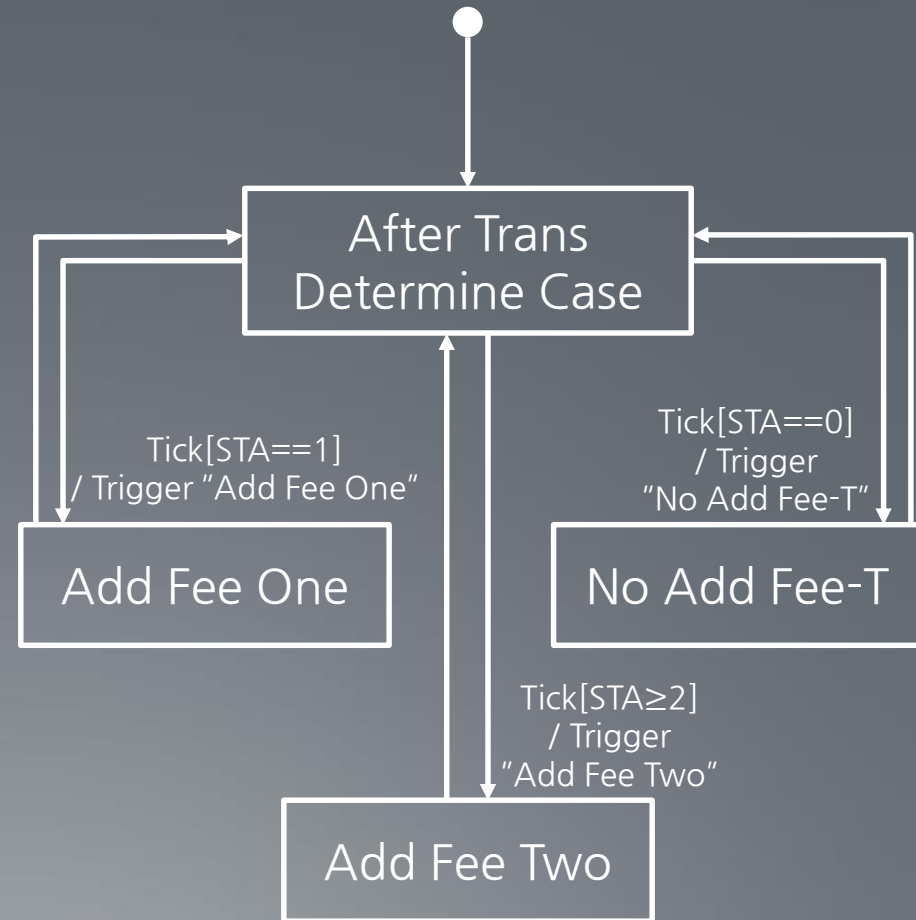 After Trans
Determine Case
Tick[STA==1]
/ Trigger "Add Fee One"
Tick[STA==0]
/ Trigger
"No Add Fee-T"
Add Fee One
No Add Fee-T
Tick[STA≥2]
/ Trigger
"Add Fee Two"
Add Fee Two